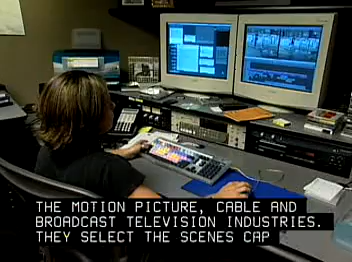 THE MOTION PICTURE, CABLE AND
BROADCAST TELEVISION INDUSTRIES.
THEY SELECT THE SCENES CAP